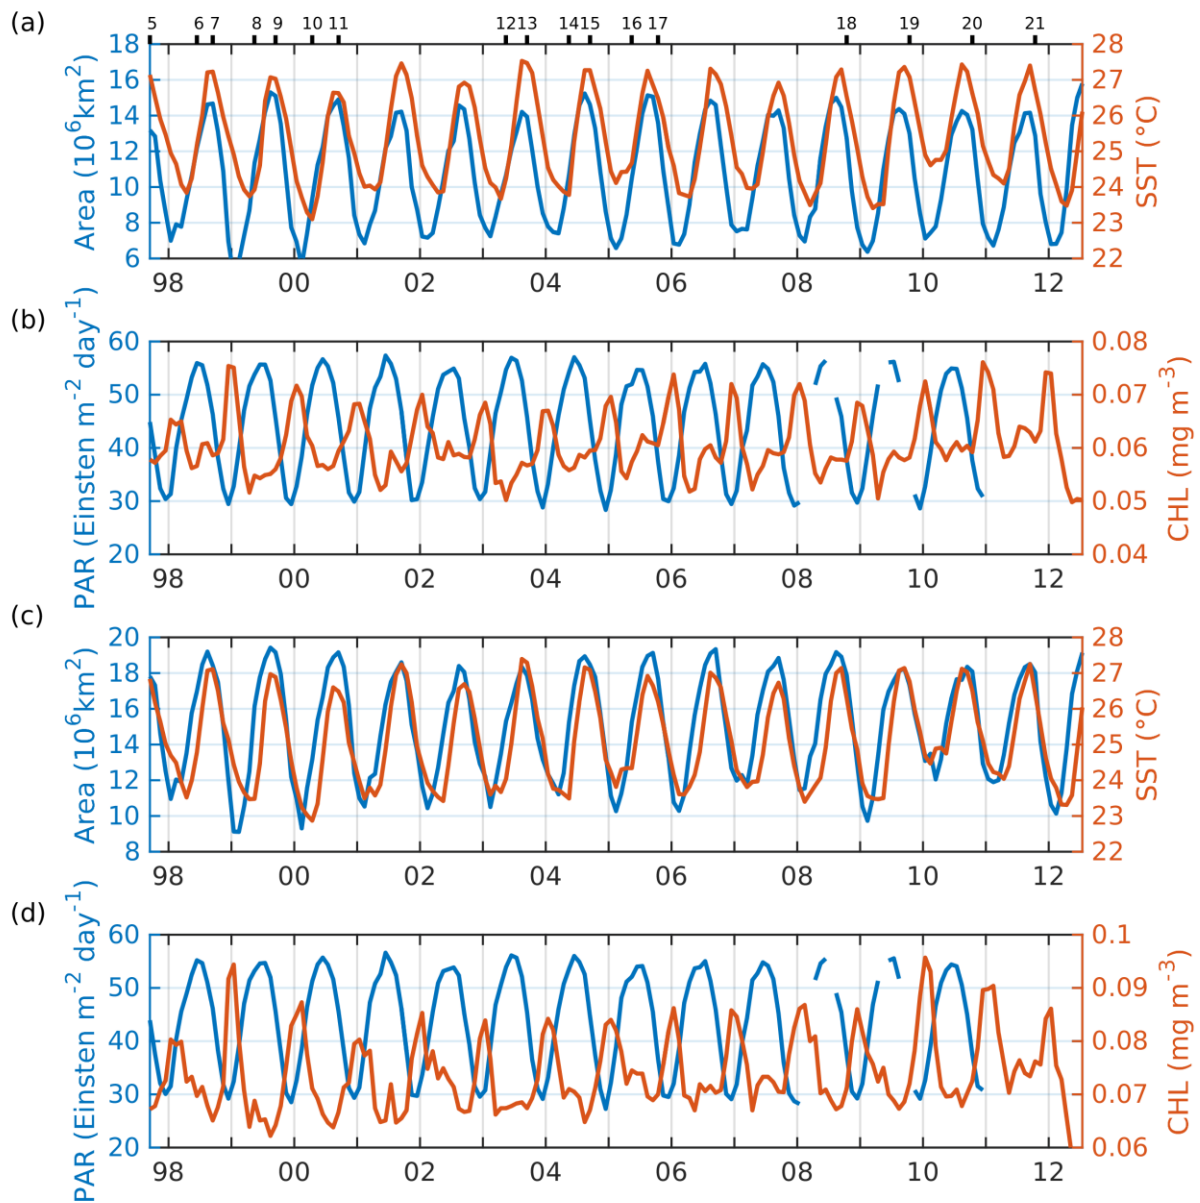 (a)
5 6 7 8 9 10 11 12 13 14 15 16 17 18 19 20 21
18 16 14 12 10 8 6
Area (10^6km^2)
28 27 26 25 24 23 22
SST (°C)
98 00 02 04 06 08 10 12
(b)
60 50 40 30 20
PAR (Einsten m^-2 day^-1)
0.08 0.07 0.06 0.05 0.04
CHL (mg m^-3)
98 00 02 04 06 08 10 12
(c)
20 18 16 14 12 10 8
Area (10^6km^2)
28 27 26 25 24 23 22
SST (°C)
98 00 02 04 06 08 10 12
(d)
60 50 40 30 20
PAR (Einsten m^-2 day^-1)
0.1 0.09 0.08 0.07 0.06
CHL (mg m^-3)
98 00 02 04 06 08 10 12